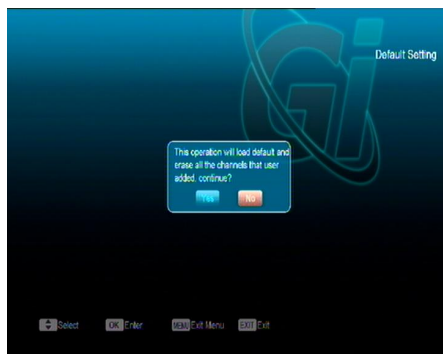 Gi
Default Setting
This operation will load default and
erase all the channels that user
added, continue?
Yes No
Select OK Enter MENU Exit Menu EXIT Exit